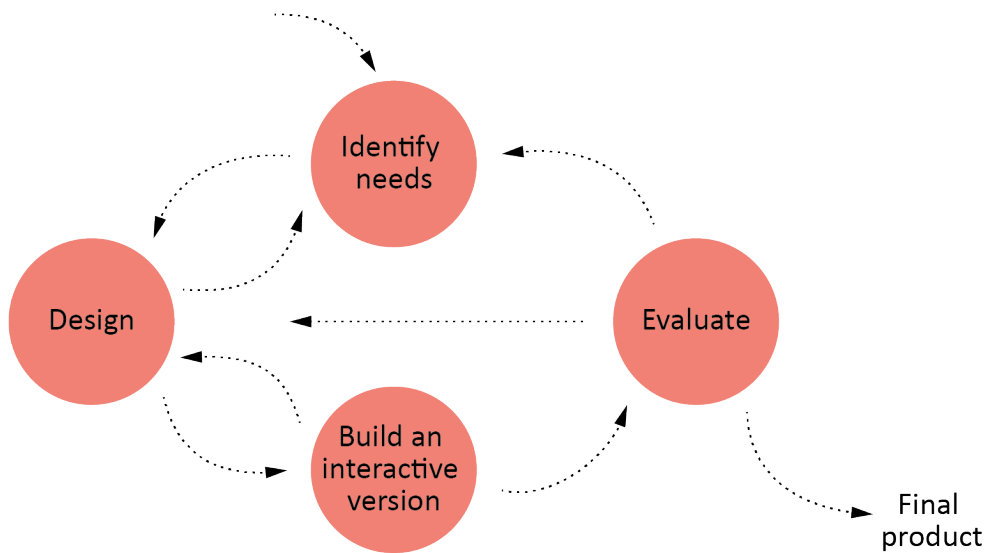 Identify
needs
Design
Evaluate
Build an
interactive
version
Final
product